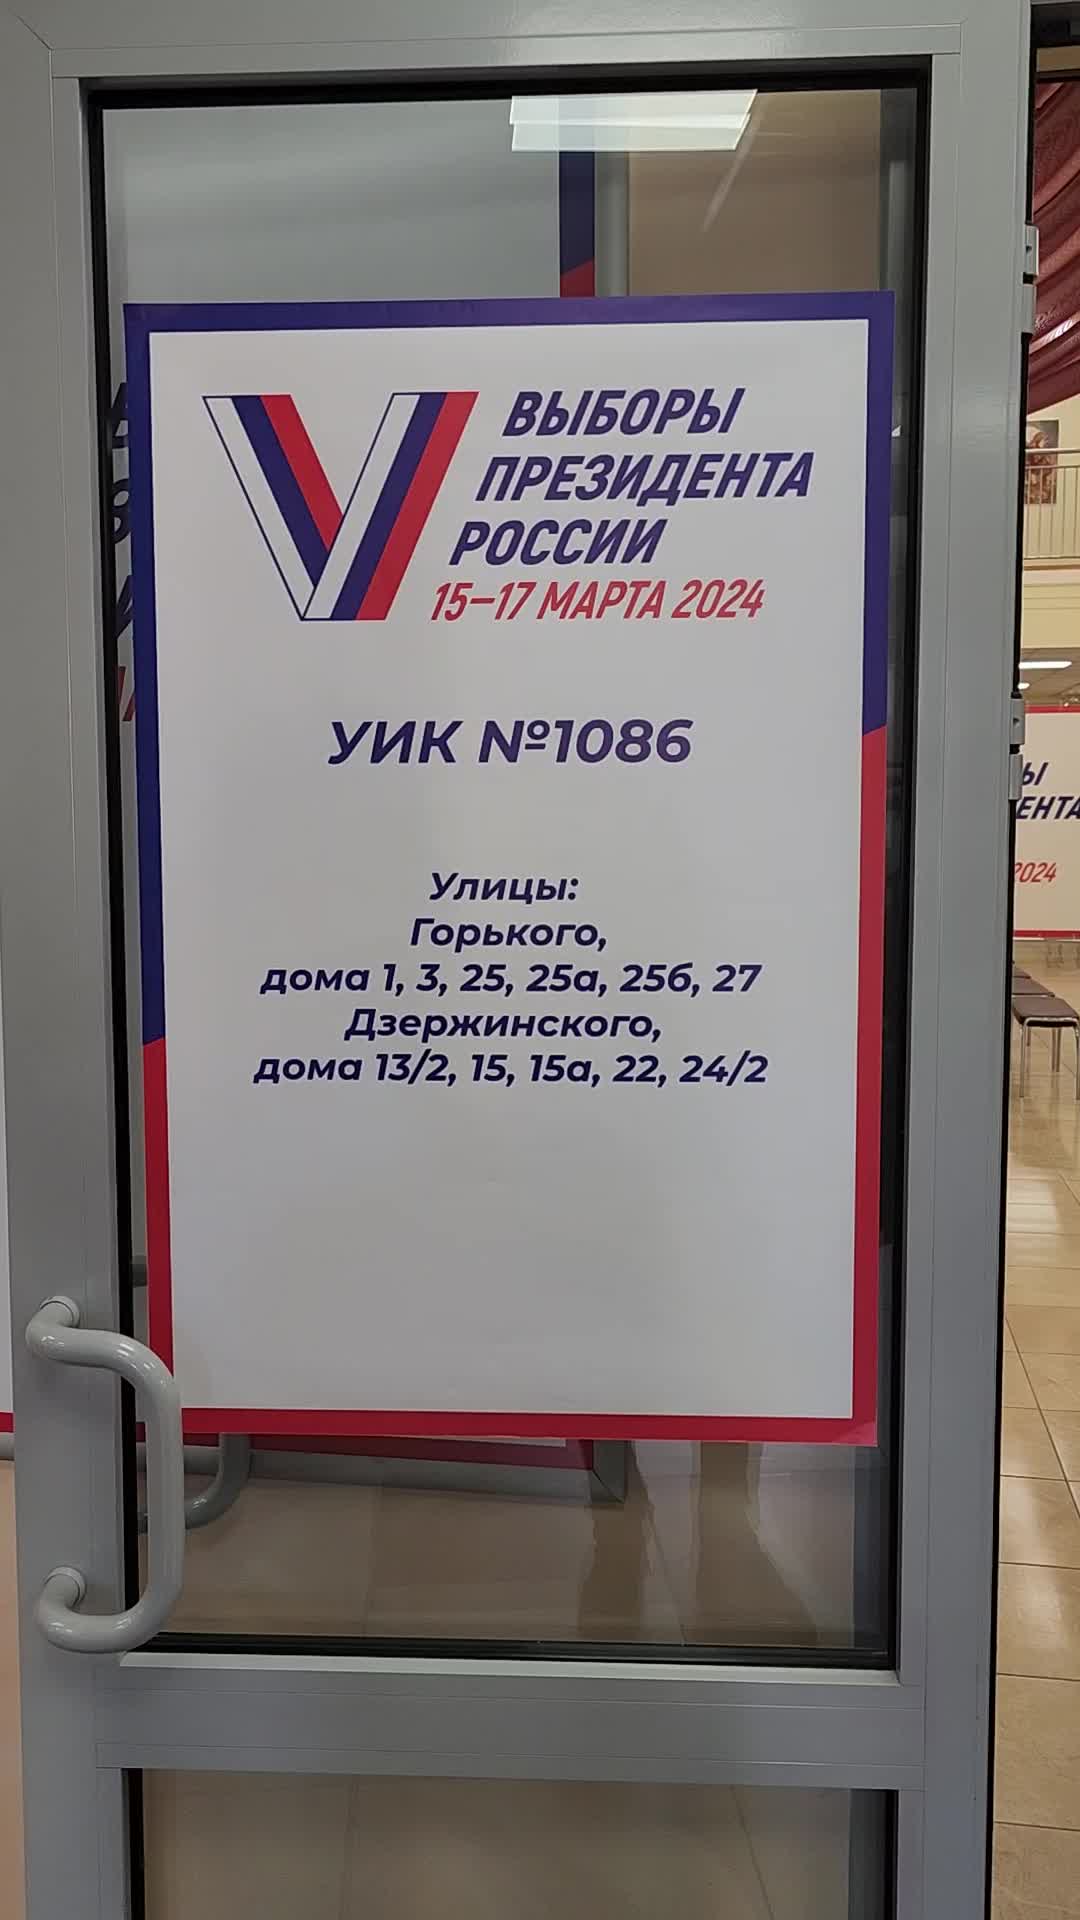 ВЫБОРЫ
ПРЕЗИДЕНТА
РОССИИ
15–17 МАРТА 2024
УИК №1086
Улицы:
Горького,
дома 1, 3, 25, 25а, 25б, 27
Дзержинского,
дома 13/2, 15, 15а, 22, 24/2
2024